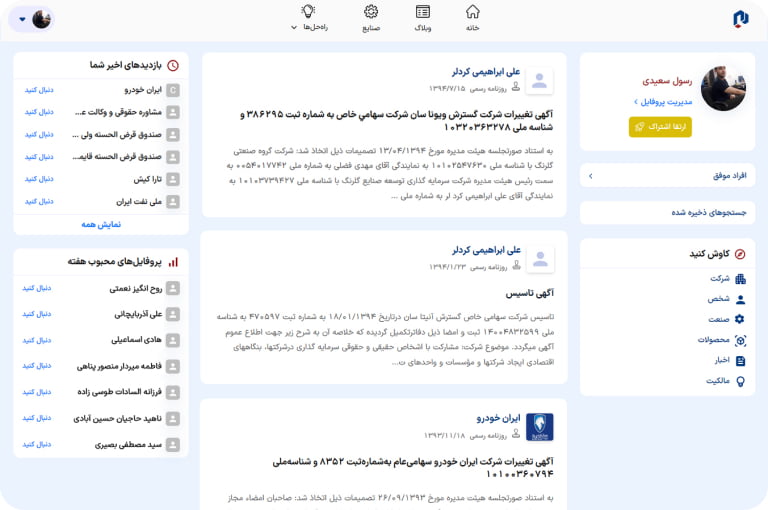 خانه
وبلاگ
صنایع
راه‌حل‌ها
رسول سعیدی
مدیریت پروفایل
ارتقا اشتراک
افراد موفق
جستجوهای ذخیره شده
کاوش کنید
شرکت
شخص
صنعت
محصولات
اخبار
مالکیت
علی ابراهیمی کردلر
روزنامه رسمی ۱۳۹۴/۷/۱۵
آگهی تغییرات شرکت گسترش ویونا سان شرکت سهامي خاص به شماره ثبت ۳۸۶۲۹۵ و
شناسه ملی ۱۰۳۲۰۳۶۳۲۷۸
به استناد صورتجلسه هیئت مدیره مورخ ۱۳/۰۴/۱۳۹۴ تصمیمات ذیل اتخاذ شد: شرکت گروه صنعتی
گلرنگ با شناسه ملی ۱۰۱۰۲۵۴۷۶۳۰ به نمایندگی آقای مهدی فضلی به شماره ملی ۰۰۵۴۰۱۷۷۴۲ به
سمت رئیس هیئت مدیره شرکت سرمایه گذاری توسعه صنایع گلرنگ با شناسه ملی ۱۰۱۰۳۷۳۹۴۲۷ به
نمایندگی آقای علی ابراهیمی کرد لر به شماره ملی ...
علی ابراهیمی کردلر
روزنامه رسمی ۱۳۹۴/۱/۲۳
آگهی تاسیس
تاسیس شرکت سهامی خاص گسترش آنیتا سان درتاریخ ۱۸/۰۱/۱۳۹۴ به شماره ثبت ۴۷۰۵۹۷ به شناسه
ملی ۱۴۰۰۴۸۳۲۵۹۹ ثبت و امضا ذیل دفاترتکمیل گردیده که خلاصه آن به شرح زیر جهت اطلاع عموم
آگهی میگردد. موضوع شرکت: مشارکت با اشخاص حقیقی و حقوقی سرمایه گذاری درشرکتها، بنگاههای
اقتصادی ایجاد شرکتها و مؤسسات و واحدهای ت...
ایران خودرو
روزنامه رسمی ۱۳۹۳/۱۱/۱۸
آگهی تغییرات شرکت ایران خودرو سهامی‌عام به‌شماره‌ثبت ۸۳۵۲ و شناسه‌ملی
۱۰۱۰۰۳۶۰۷۹۴
به استناد صورتجلسه هیئت مدیره مورخ ۲۶/۰۹/۱۳۹۳ تصمیمات ذیل اتخاذ شد: صاحبان امضاء مجاز
بازدیدهای اخیر شما
C ایران خودرو دنبال کنید
مشاوره حقوقی و وکالت ع... دنبال کنید
صندوق قرض الحسنه ولی ... دنبال کنید
صندوق قرض الحسنه قایم... دنبال کنید
تارا کیش دنبال کنید
ملی نفت ایران دنبال کنید
نمایش همه
پروفایل‌های محبوب هفته
روح انگیز نعمتی دنبال کنید
علی آذربایجانی دنبال کنید
هادی اسماعیلی دنبال کنید
فاطمه میردار منصور پناهی دنبال کنید
فرزانه السادات طوسی زاده دنبال کنید
ناهید حاجیان حسین آبادی دنبال کنید
سید مصطفی بصیری دنبال کنید